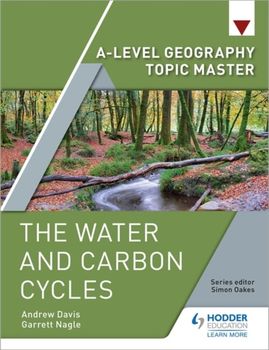 A-LEVEL GEOGRAPHY
TOPIC MASTER
THE WATER
AND CARBON
CYCLES
Andrew Davis
Garrett Nagle
Series editor
Simon Oakes
HODDER
EDUCATION
LEARN MORE